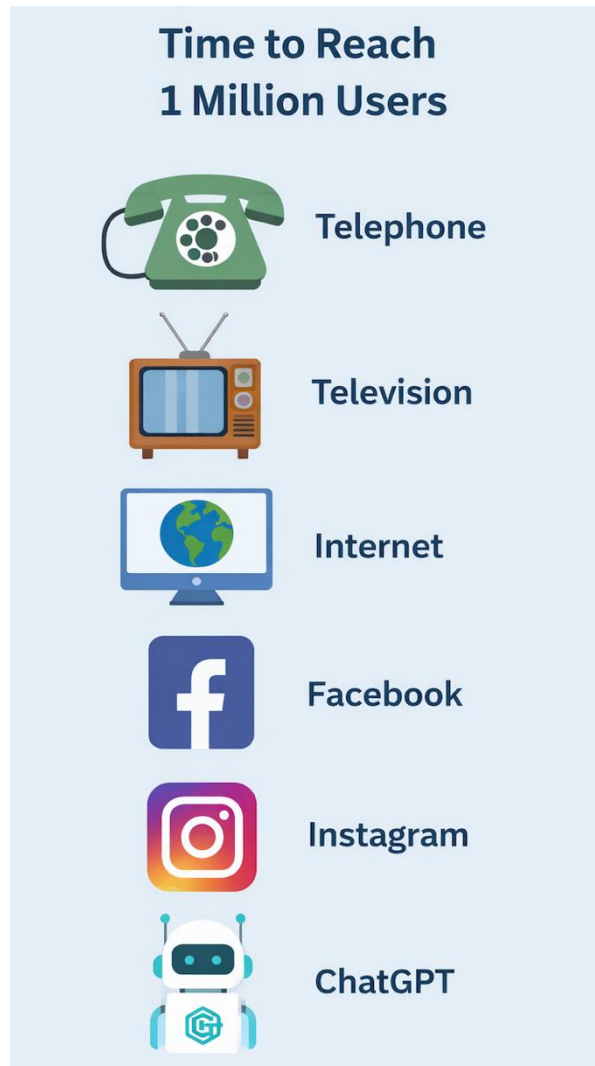 Time to Reach
1 Million Users
Telephone
Television
Internet
Facebook
Instagram
ChatGPT